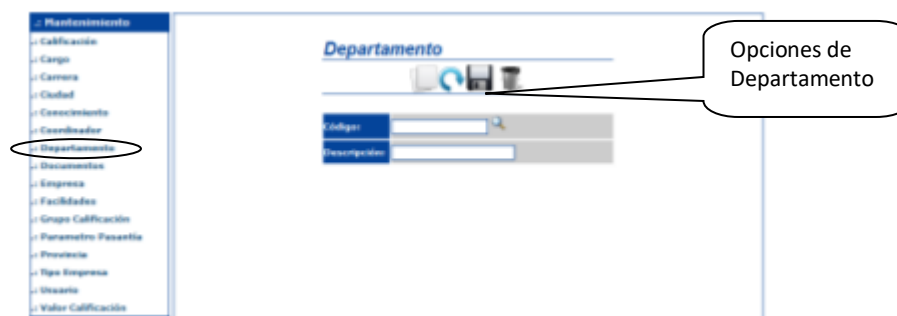 .: Mantenimiento
.: Calificación
.: Cargo
.: Carrera
.: Ciudad
.: Conocimiento
.: Coordinador
.: Departamento
.: Documentos
.: Empresa
.: Facilidades
.: Grupo Calificación
.: Parametro Pasantía
.: Provincia
.: Tipo Empresa
.: Usuario
.: Valor Calificación
Departamento
Código:
Descripción:
Opciones de
Departamento